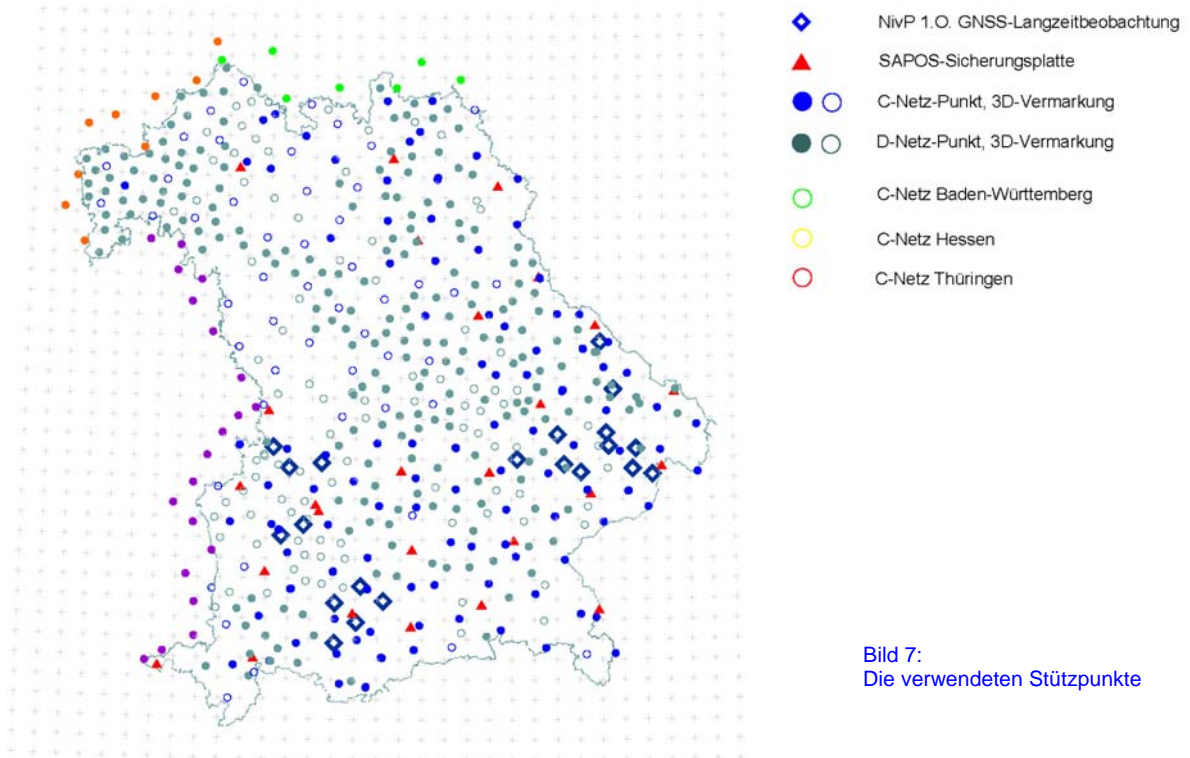 NivP 1.O. GNSS-Langzeitbeobachtung
SAPOS-Sicherungsplatte
C-Netz-Punkt, 3D-Vermarkung
D-Netz-Punkt, 3D-Vermarkung
C-Netz Baden-Württemberg
C-Netz Hessen
C-Netz Thüringen
Bild 7:
Die verwendeten Stützpunkte